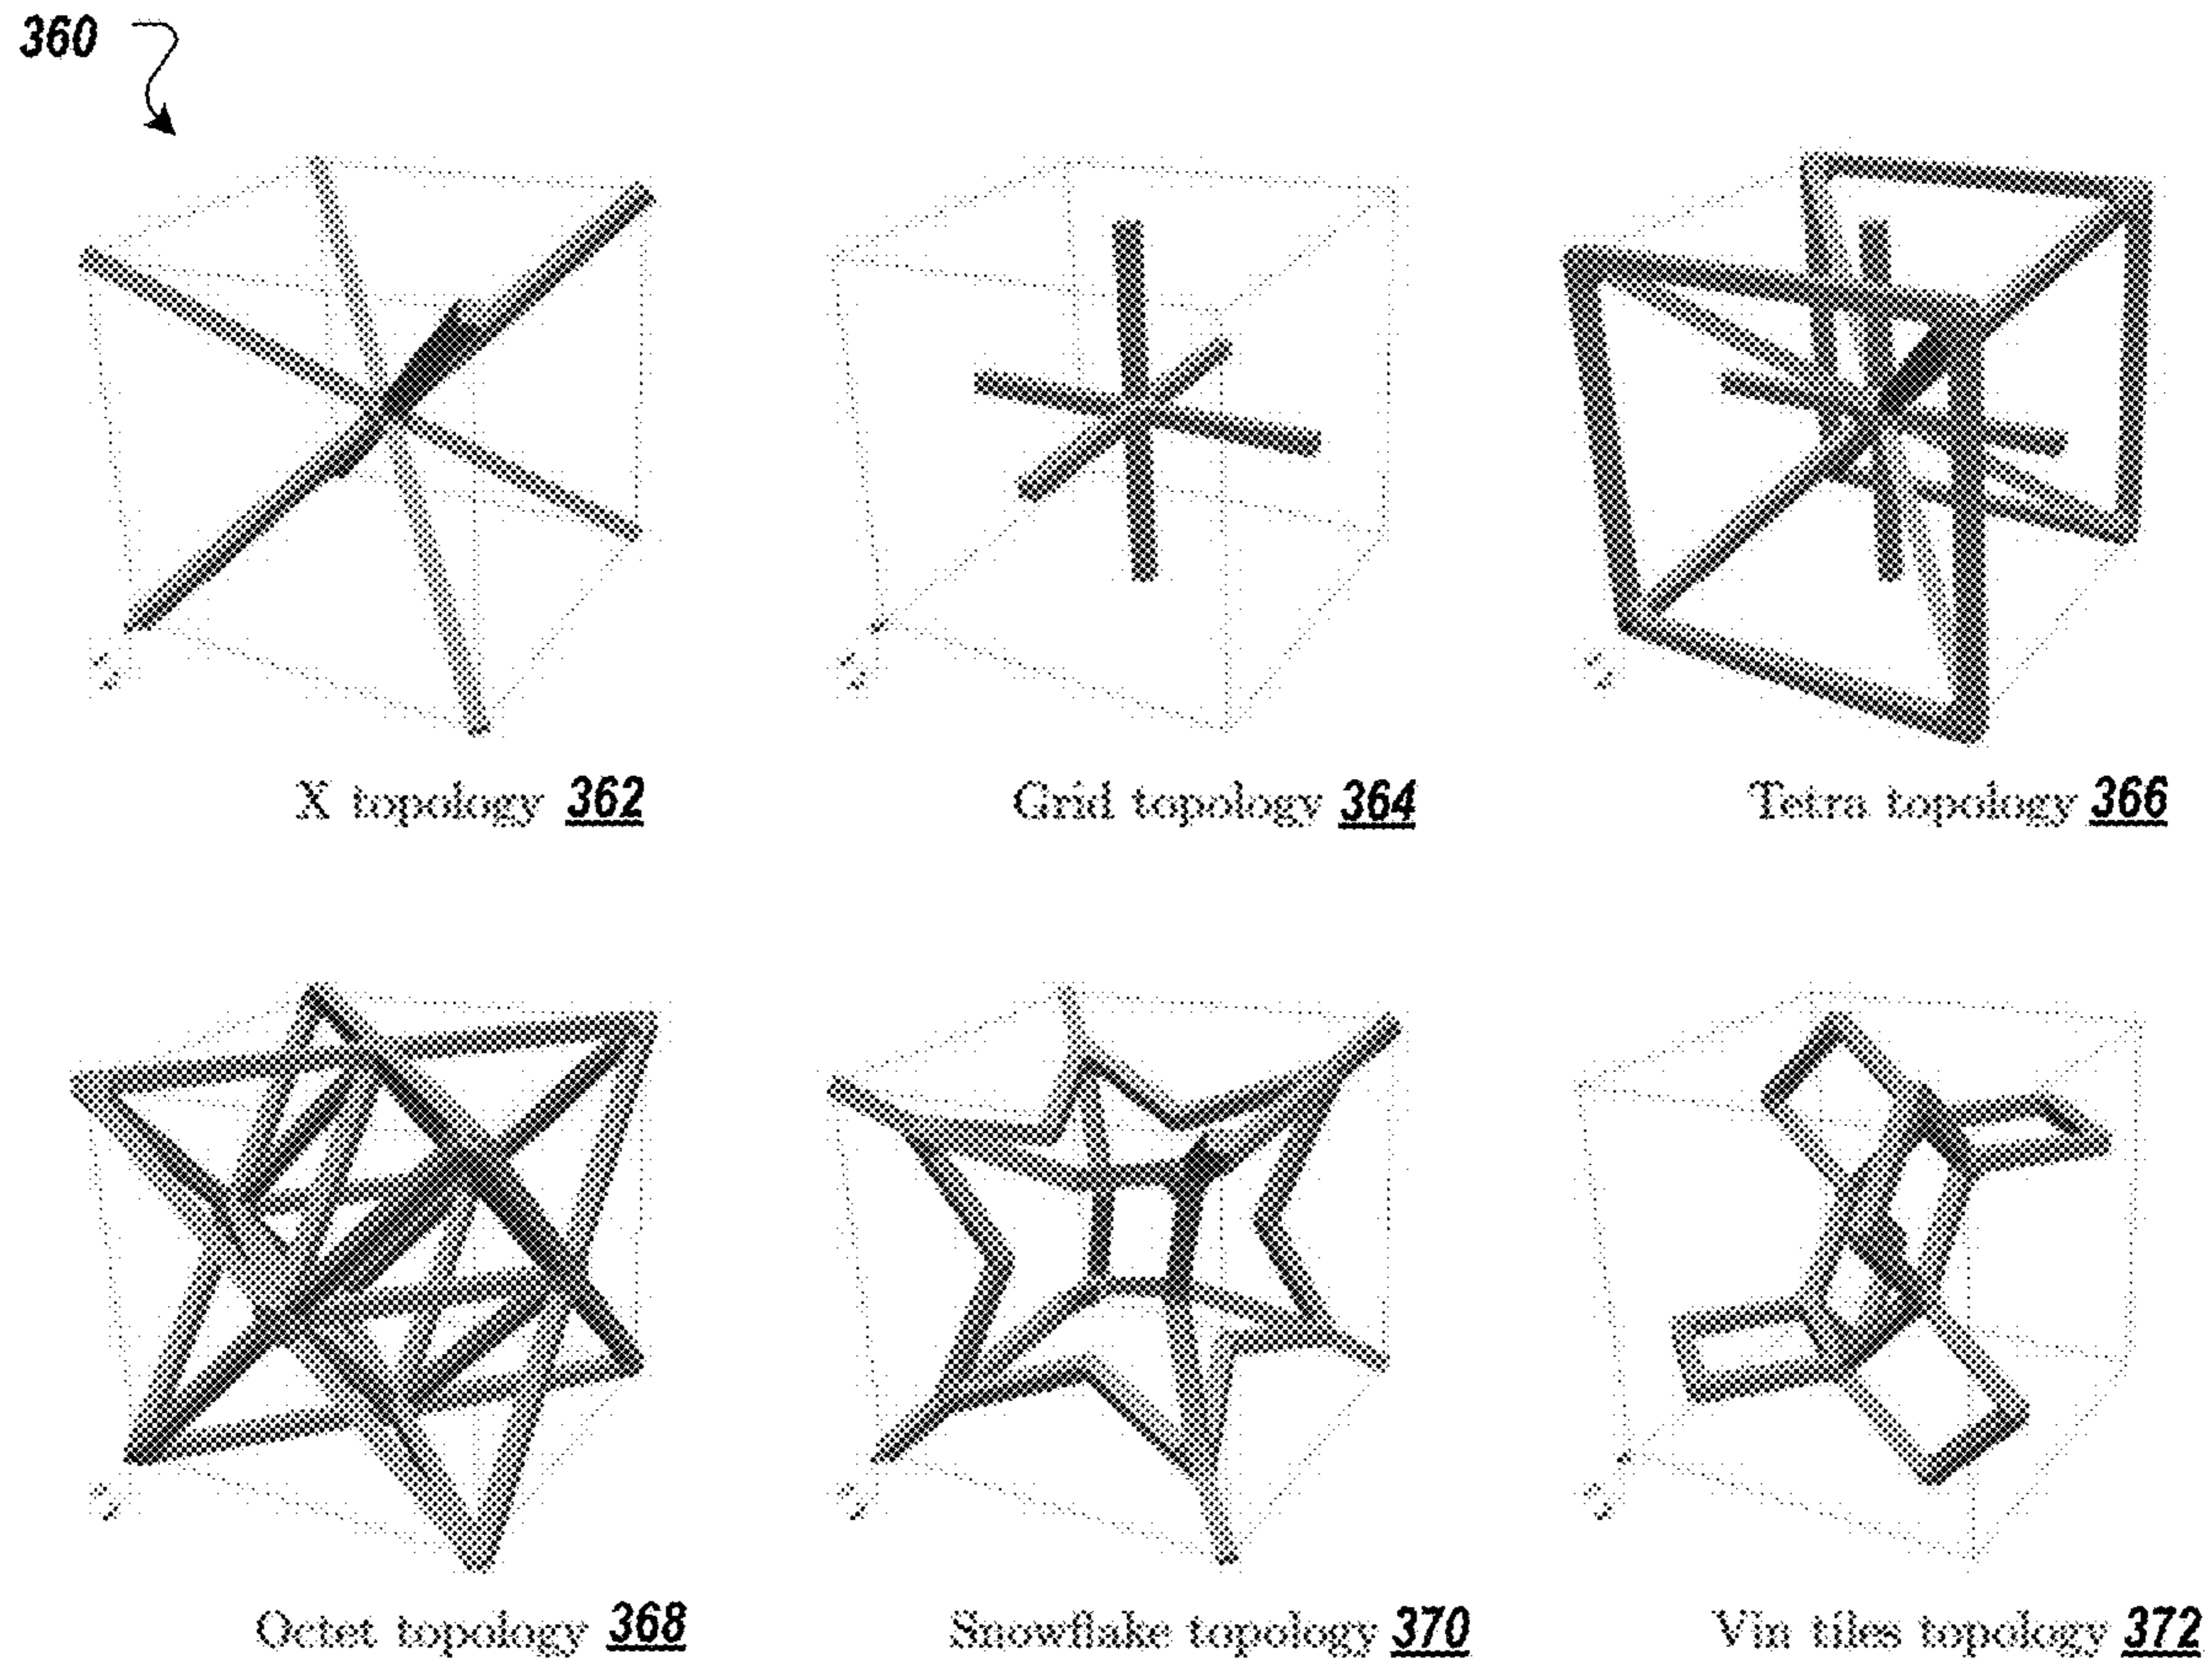 360
X topology 362
Grid topology 364
Tetra topology 366
Octet topology 368
Snowflake topology 370
Vin tiles topology 372